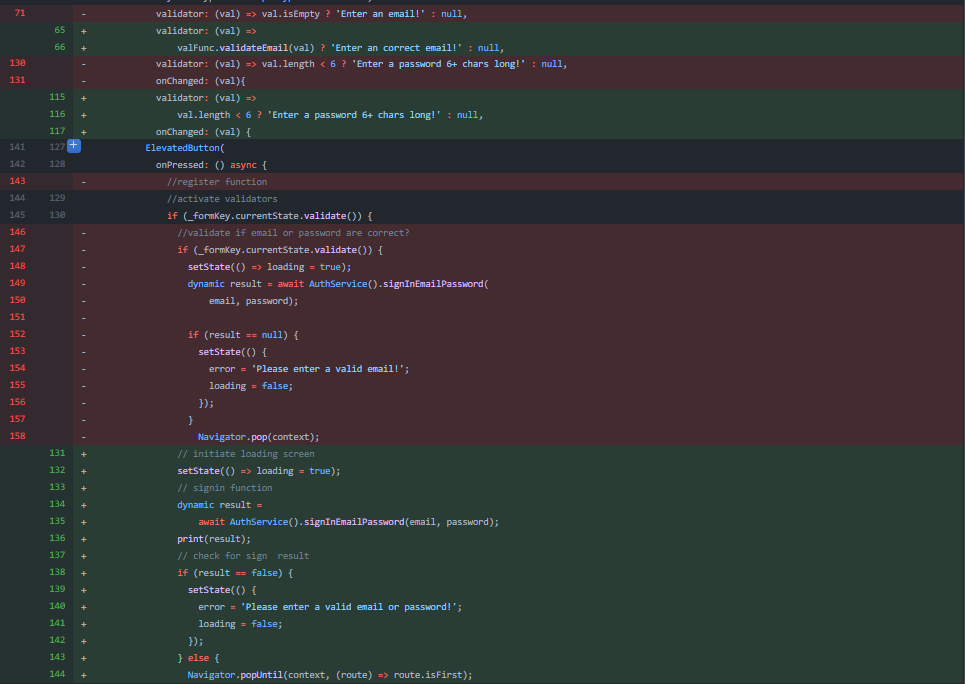 71 - validator: (val) => val.isEmpty ? 'Enter an email!' : null,
65 + validator: (val) =>
66 + valFunc.validateEmail(val) ? 'Enter an correct email!' : null,
130 - validator: (val) => val.length < 6 ? 'Enter a password 6+ chars long!' : null,
131 - onChanged: (val){
115 + validator: (val) =>
116 + val.length < 6 ? 'Enter a password 6+ chars long!' : null,
117 + onChanged: (val) {
141 127 + ElevatedButton(
142 128 onPressed: () async {
143 - //register function
144 129 //activate validators
145 130 if (_formKey.currentState.validate()) {
146 - //validate if email or password are correct?
147 - if (_formKey.currentState.validate()) {
148 - setState(() => loading = true);
149 - dynamic result = await AuthService().signInEmailPassword(
150 - email, password);
151 -
152 - if (result == null) {
153 - setState(() {
154 - error = 'Please enter a valid email!';
155 - loading = false;
156 - });
157 - }
158 - Navigator.pop(context);
131 + // initiate loading screen
132 + setState(() => loading = true);
133 + // signin function
134 + dynamic result =
135 + await AuthService().signInEmailPassword(email, password);
136 + print(result);
137 + // check for sign  result
138 + if (result == false) {
139 + setState(() {
140 + error = 'Please enter a valid email or password!';
141 + loading = false;
142 + });
143 + } else {
144 + Navigator.popUntil(context, (route) => route.isFirst);